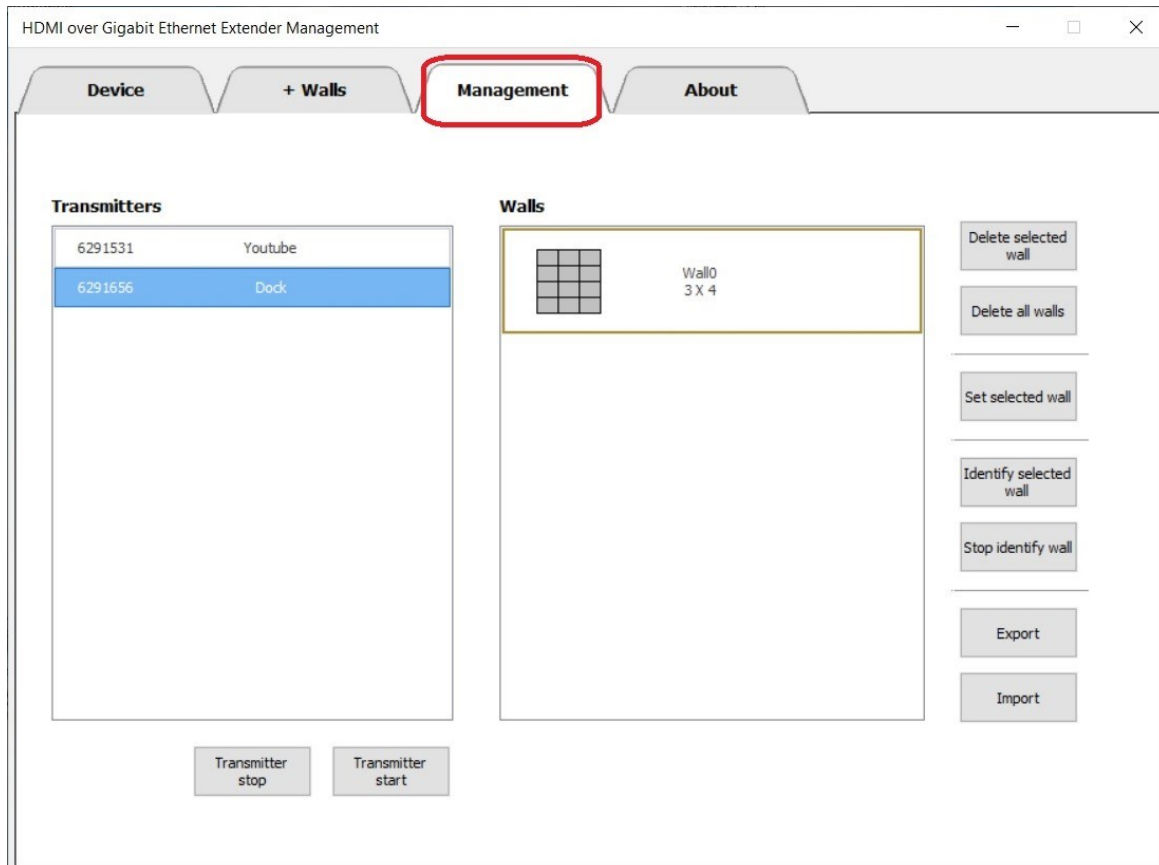 HDMI over Gigabit Ethernet Extender Management
Device
+ Walls
Management
About
Transmitters
6291531 Youtube
6291656 Dock
Walls
Wall0
3 X 4
Delete selected
wall
Delete all walls
Set selected wall
Identify selected
wall
Stop identify wall
Export
Import
Transmitter
stop
Transmitter
start